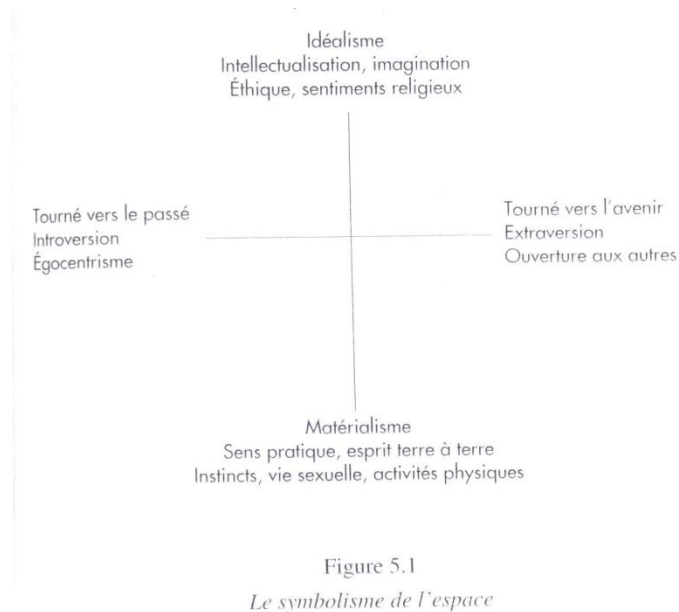 Idéalisme
Intellectualisation, imagination
Éthique, sentiments religieux
Tourné vers le passé
Introversion
Égocentrisme
Tourné vers l'avenir
Extraversion
Ouverture aux autres
Matérialisme
Sens pratique, esprit terre à terre
Instincts, vie sexuelle, activités physiques
Figure 5.1
Le symbolisme de l'espace